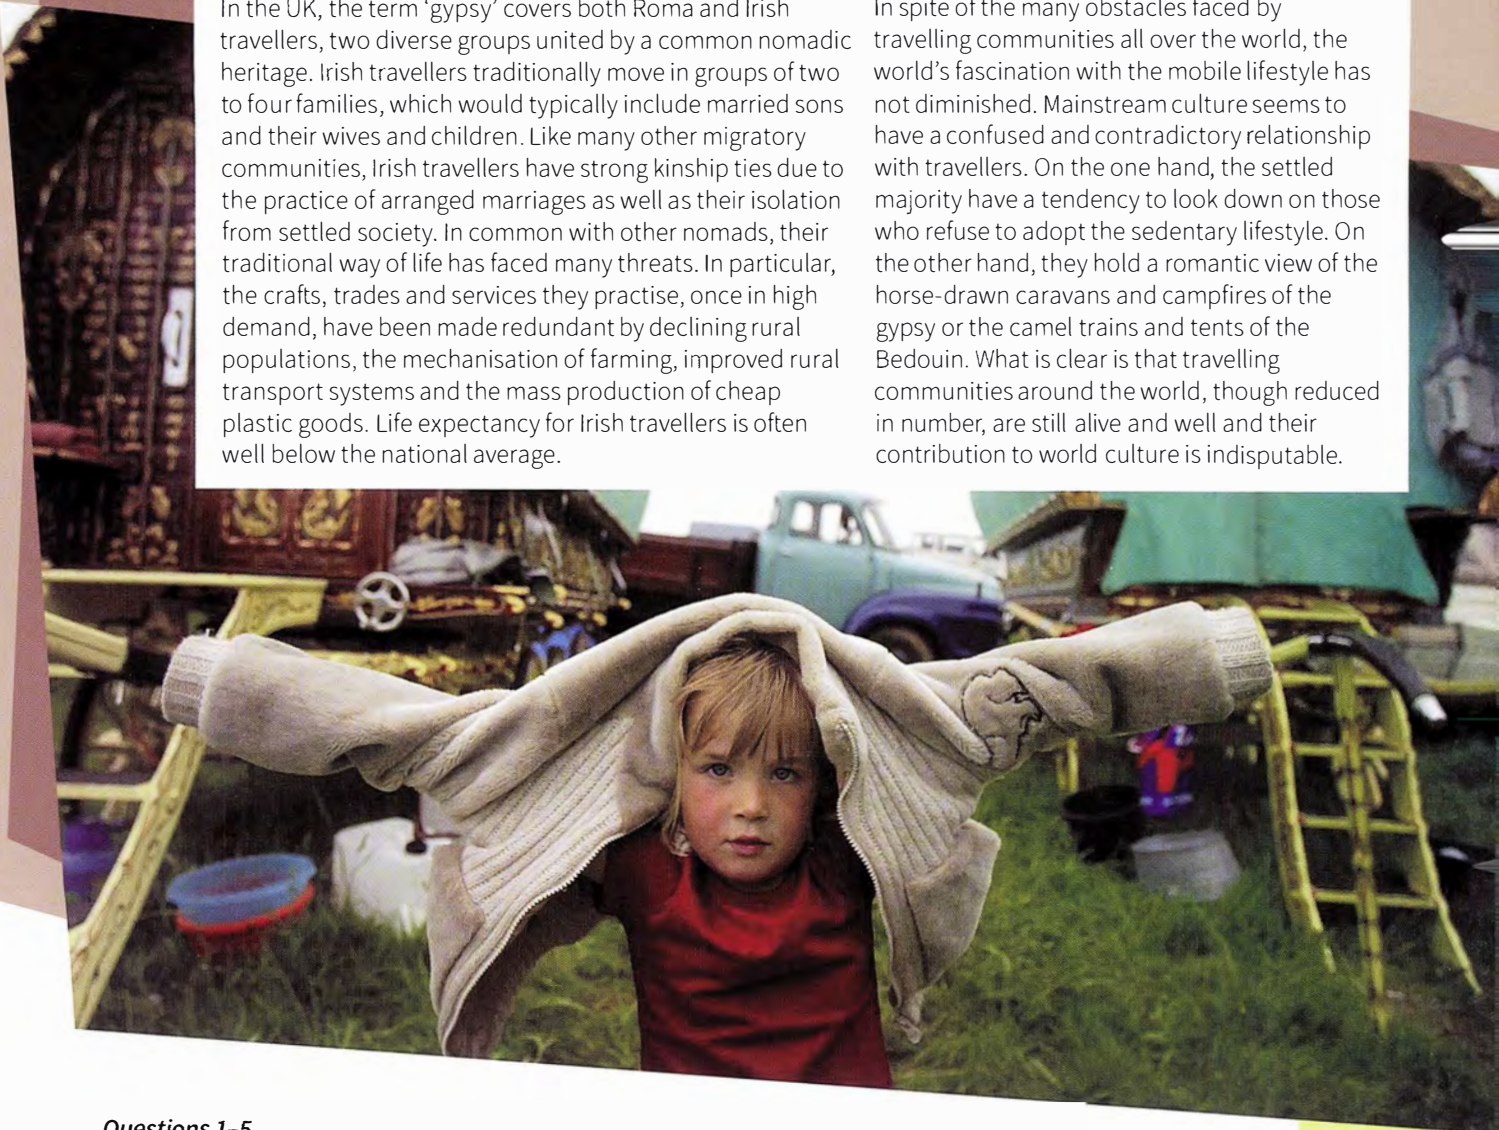 In the UK, the term ‘gypsy’ covers both Roma and Irish
travellers, two diverse groups united by a common nomadic
heritage. Irish travellers traditionally move in groups of two
to four families, which would typically include married sons
and their wives and children. Like many other migratory
communities, Irish travellers have strong kinship ties due to
the practice of arranged marriages as well as their isolation
from settled society. In common with other nomads, their
traditional way of life has faced many threats. In particular,
the crafts, trades and services they practise, once in high
demand, have been made redundant by declining rural
populations, the mechanisation of farming, improved rural
transport systems and the mass production of cheap
plastic goods. Life expectancy for Irish travellers is often
well below the national average.
In spite of the many obstacles faced by
travelling communities all over the world, the
world’s fascination with the mobile lifestyle has
not diminished. Mainstream culture seems to
have a confused and contradictory relationship
with travellers. On the one hand, the settled
majority have a tendency to look down on those
who refuse to adopt the sedentary lifestyle. On
the other hand, they hold a romantic view of the
horse-drawn caravans and campfires of the
gypsy or the camel trains and tents of the
Bedouin. What is clear is that travelling
communities around the world, though reduced
in number, are still alive and well and their
contribution to world culture is indisputable.
Questions 1–5